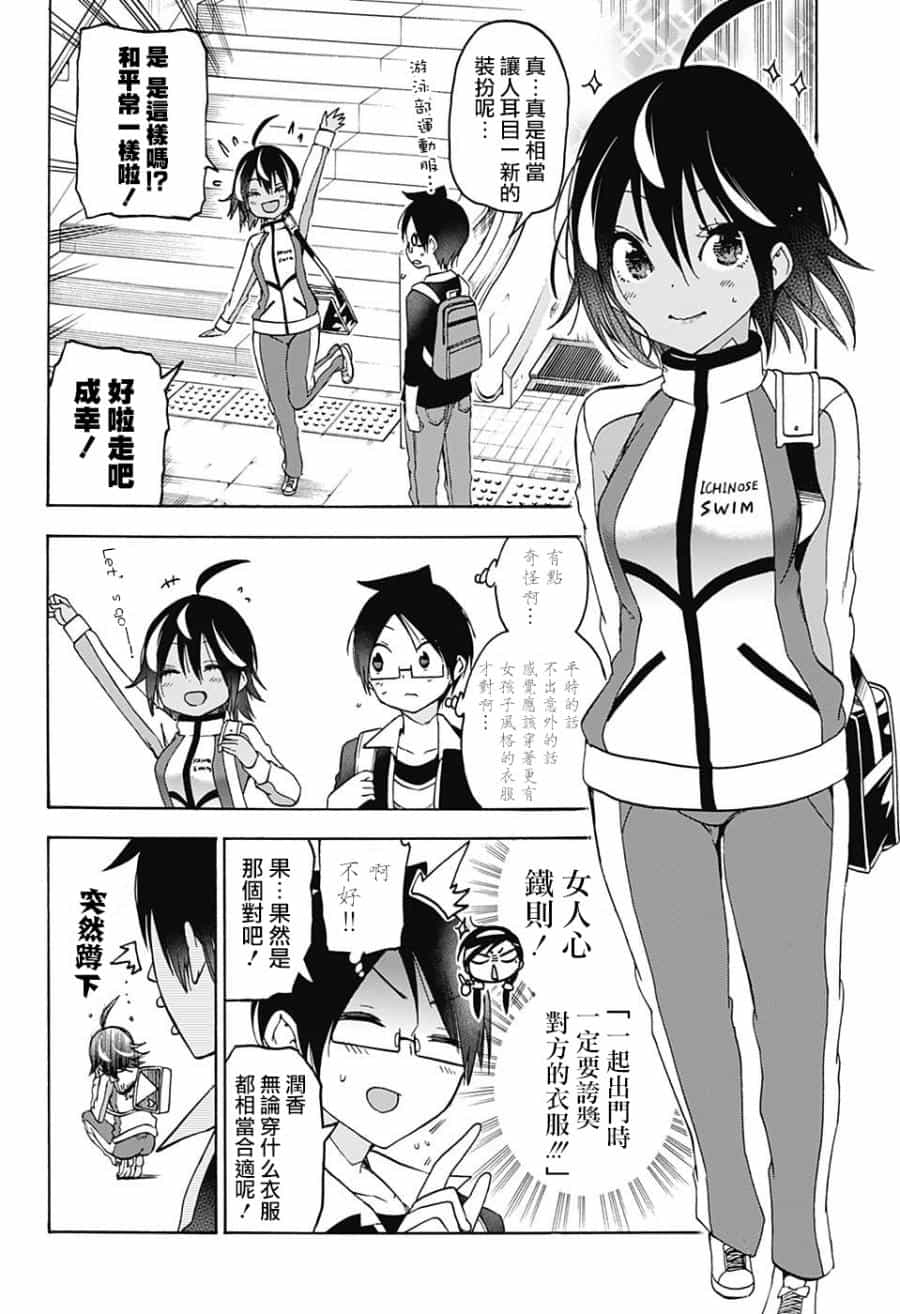 真…真是相當
讓人耳目一新的
裝扮呢…
游泳部運動服…
是 是這樣嗎!?
和平常一樣啦！
好啦走吧
成幸！
ICHINOSE
SWIM
有點
奇怪啊…
平時的話
不出意外的話
感覺應該穿著更有
女孩子風格的衣服
才對啊…
Let's go——
女人心
鐵則！
「一起出門時
一定要誇獎
對方的衣服!!!」
啊
不好!!
果…果然是
那個對吧！
潤香
無論穿什么衣服
都相當合適呢！
突然蹲下